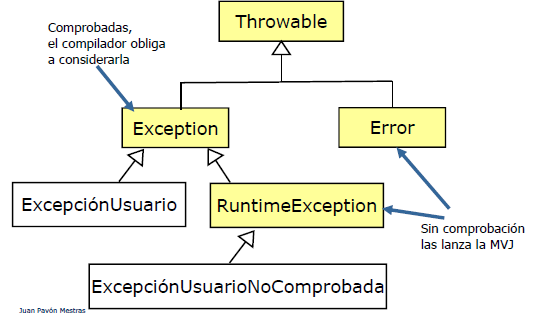 Comprobadas,
el compilador obliga
a considerarla
Throwable
Exception
Error
ExcepciónUsuario
RuntimeException
Sin comprobación
las lanza la MVJ
ExcepciónUsuarioNoComprobada
Juan Pavón Mestras